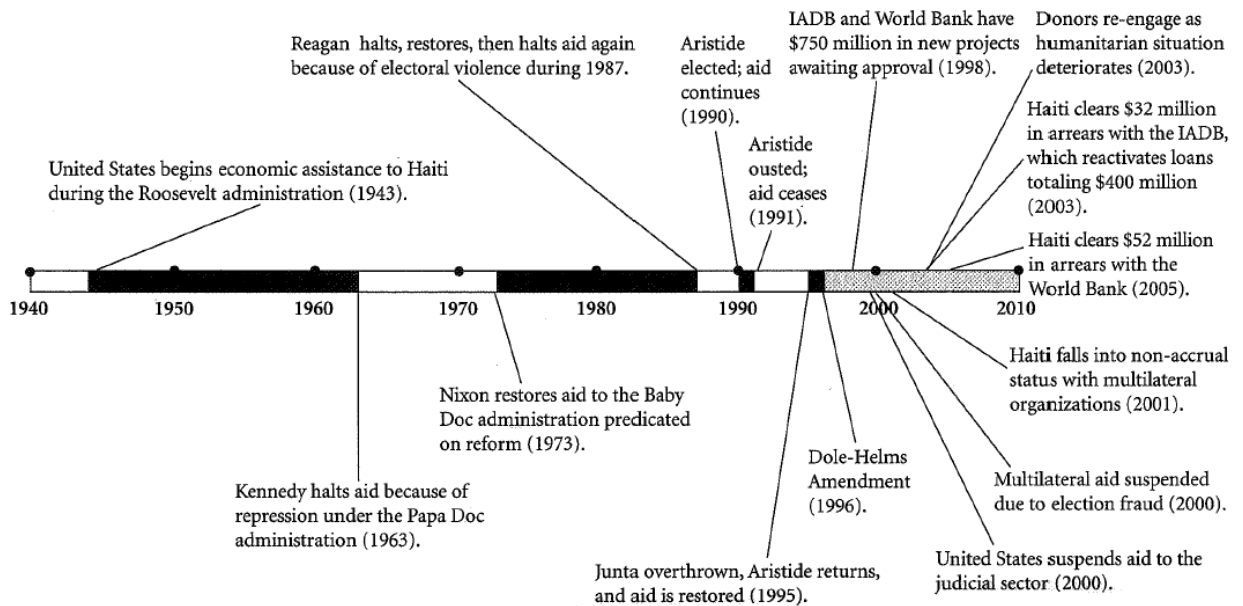 Reagan halts, restores, then halts aid again
because of electoral violence during 1987.
Aristide
elected; aid
continues
(1990).
IADB and World Bank have
$750 million in new projects
awaiting approval (1998).
Donors re-engage as
humanitarian situation
deteriorates (2003).
United States begins economic assistance to Haiti
during the Roosevelt administration (1943).
Aristide
ousted;
aid ceases
(1991).
Haiti clears $32 million
in arrears with the IADB,
which reactivates loans
totaling $400 million
(2003).
Haiti clears $52 million
in arrears with the
World Bank (2005).
1940 1950 1960 1970 1980 1990 2000 2010
Nixon restores aid to the Baby
Doc administration predicated
on reform (1973).
Kennedy halts aid because of
repression under the Papa Doc
administration (1963).
Junta overthrown, Aristide returns,
and aid is restored (1995).
Dole-Helms
Amendment
(1996).
Haiti falls into non-accrual
status with multilateral
organizations (2001).
Multilateral aid suspended
due to election fraud (2000).
United States suspends aid to the
judicial sector (2000).